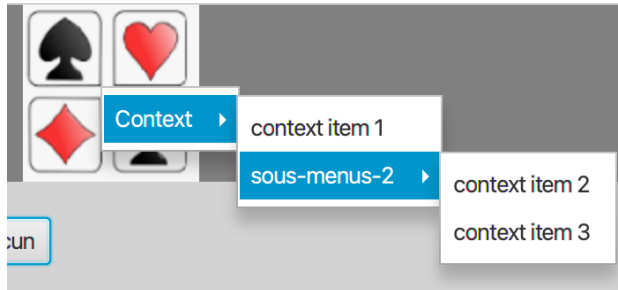 Context
context item 1
sous-menus-2
context item 2
context item 3
cun